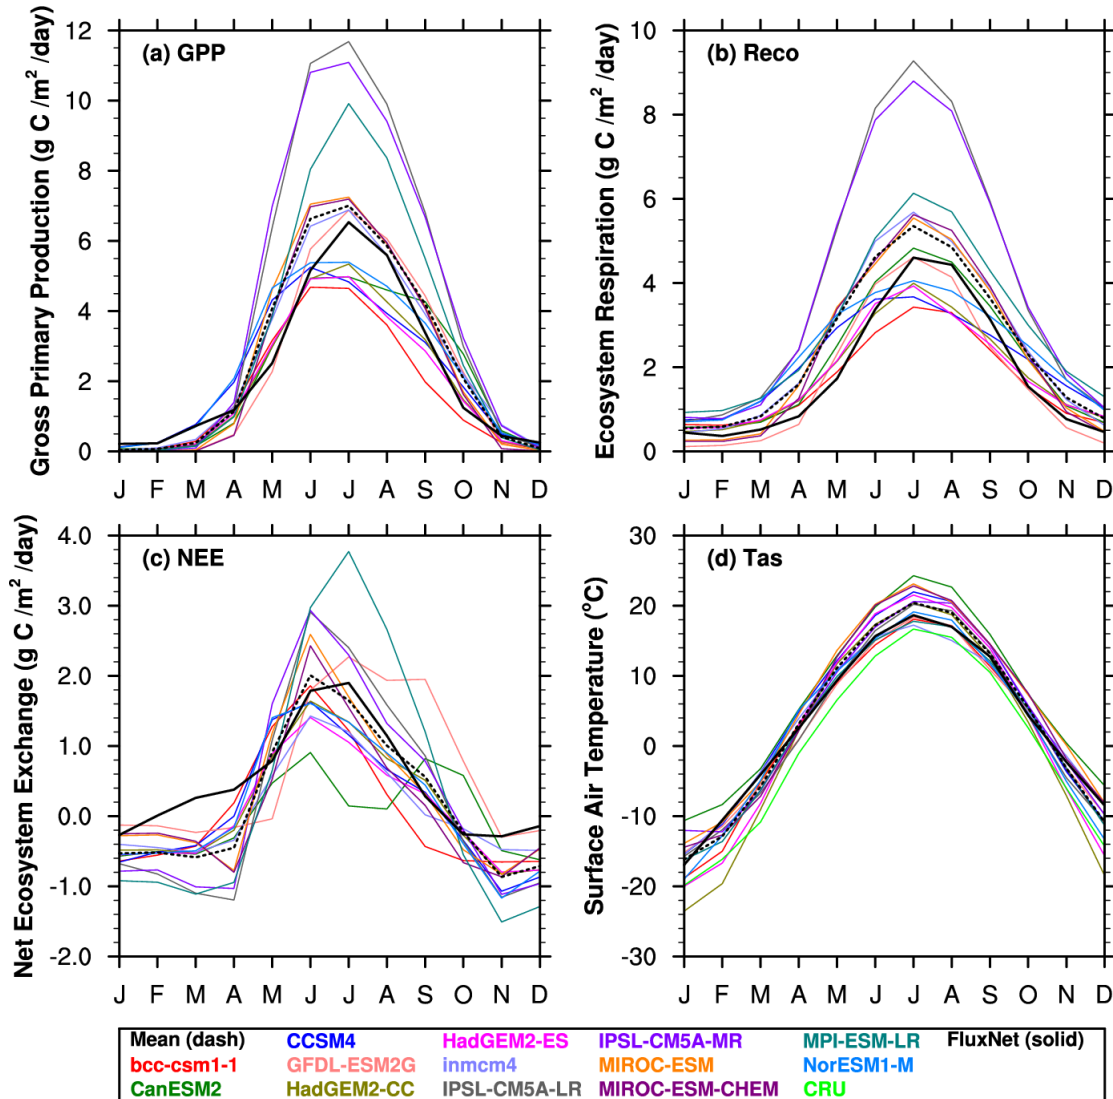 (a) GPP
Gross Primary Production (g C /m² /day)
12
10
8
6
4
2
0
J F M A M J J A S O N D
(b) Reco
Ecosystem Respiration (g C /m² /day)
10
8
6
4
2
0
J F M A M J J A S O N D
(c) NEE
Net Ecosystem Exchange (g C /m² /day)
4.0
3.0
2.0
1.0
0.0
-1.0
-2.0
J F M A M J J A S O N D
(d) Tas
Surface Air Temperature (°C)
30
20
10
0
-10
-20
-30
J F M A M J J A S O N D
Mean (dash) CCSM4 HadGEM2-ES IPSL-CM5A-MR MPI-ESM-LR FluxNet (solid)
bcc-csm1-1 GFDL-ESM2G inmcm4 MIROC-ESM NorESM1-M
CanESM2 HadGEM2-CC IPSL-CM5A-LR MIROC-ESM-CHEM CRU